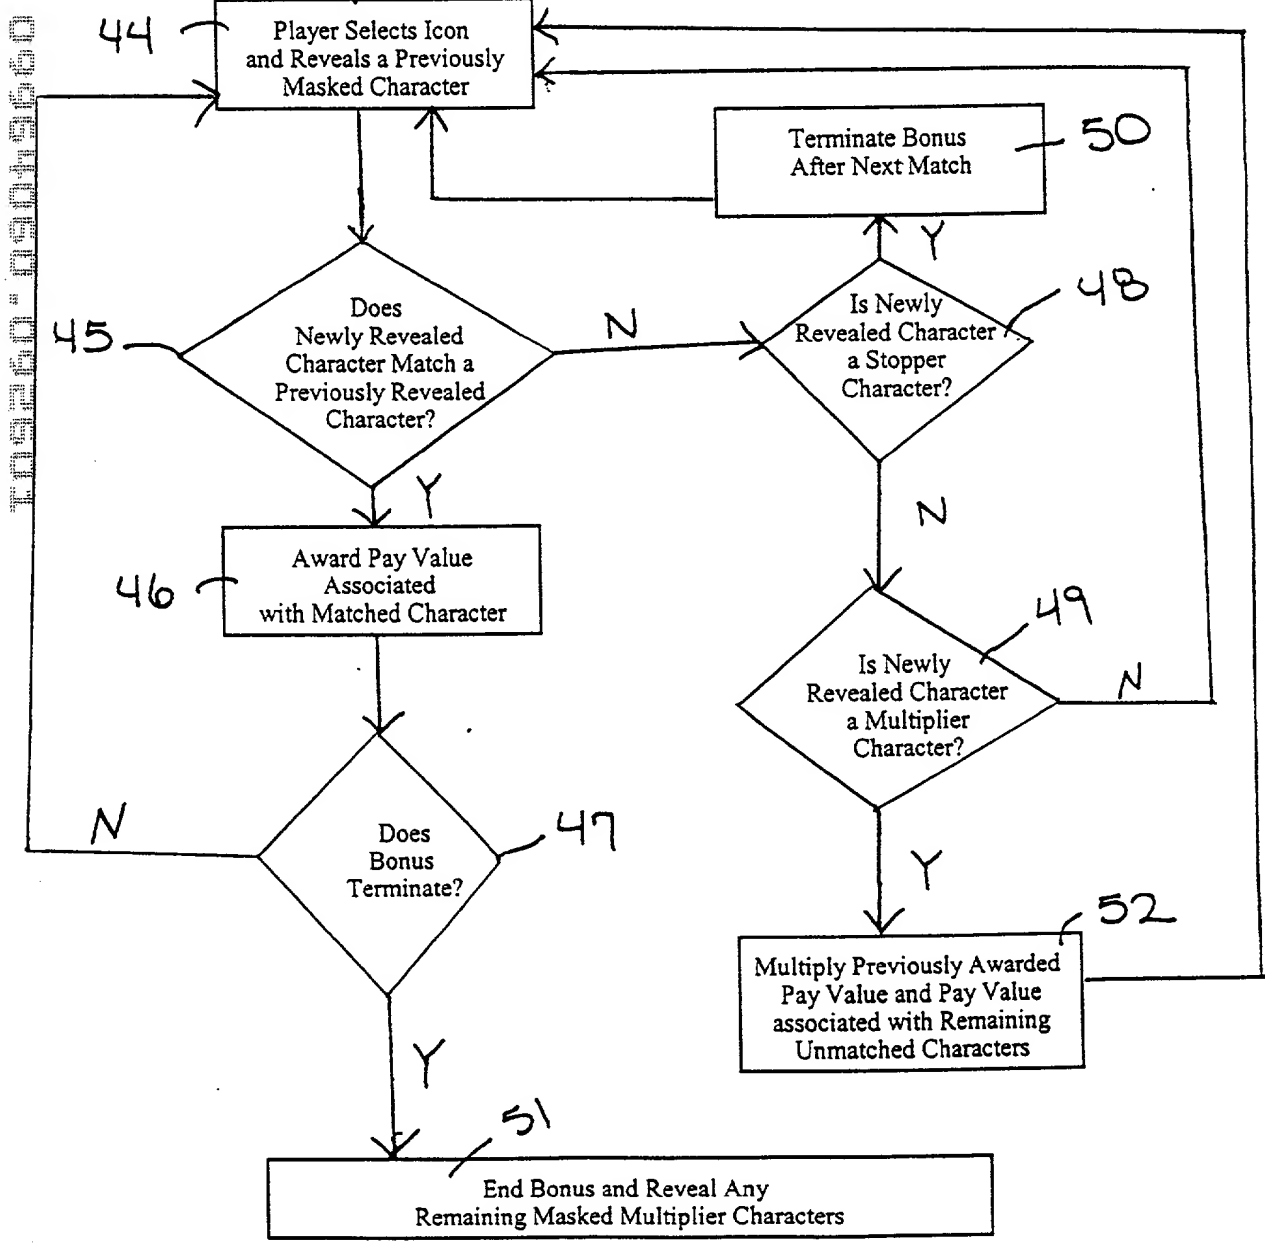 44
Player Selects Icon
and Reveals a Previously
Masked Character
Terminate Bonus
After Next Match
50
Y
45
Does
Newly Revealed
Character Match a
Previously Revealed
Character?
N
Is Newly
Revealed Character
a Stopper
Character?
48
Y
N
46
Award Pay Value
Associated
with Matched Character
49
Is Newly
Revealed Character
a Multiplier
Character?
N
N
Does
Bonus
Terminate?
47
Y
52
Multiply Previously Awarded
Pay Value and Pay Value
associated with Remaining
Unmatched Characters
Y
51
End Bonus and Reveal Any
Remaining Masked Multiplier Characters